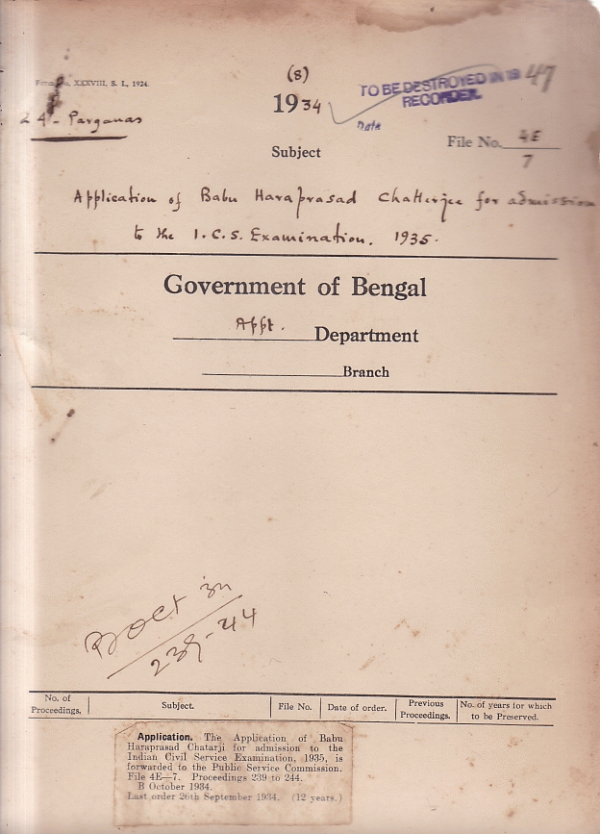 (8)
XXXVIII, S. I., 1924.
TO BE DESTROYED IN 1947
RECORDER.
1934
Date
24-Parganas
File No. 4E
7
Subject
Application of Babu Haraprasad Chatterjee for admission
to the I.C.S. Examination, 1935.
Government of Bengal
Appt. Department
Branch
239-44
No. of Proceedings. Subject. File No. Date of order. Previous Proceedings. No. of years for which to be Preserved.
Application. The Application of Babu
Haraprasad Chatarji for admission to the
Indian Civil Service Examination, 1935, is
forwarded to the Public Service Commission.
File 4E—7. Proceedings 239 to 244.
B October 1934.
Last order 26th September 1934. (12 years.)